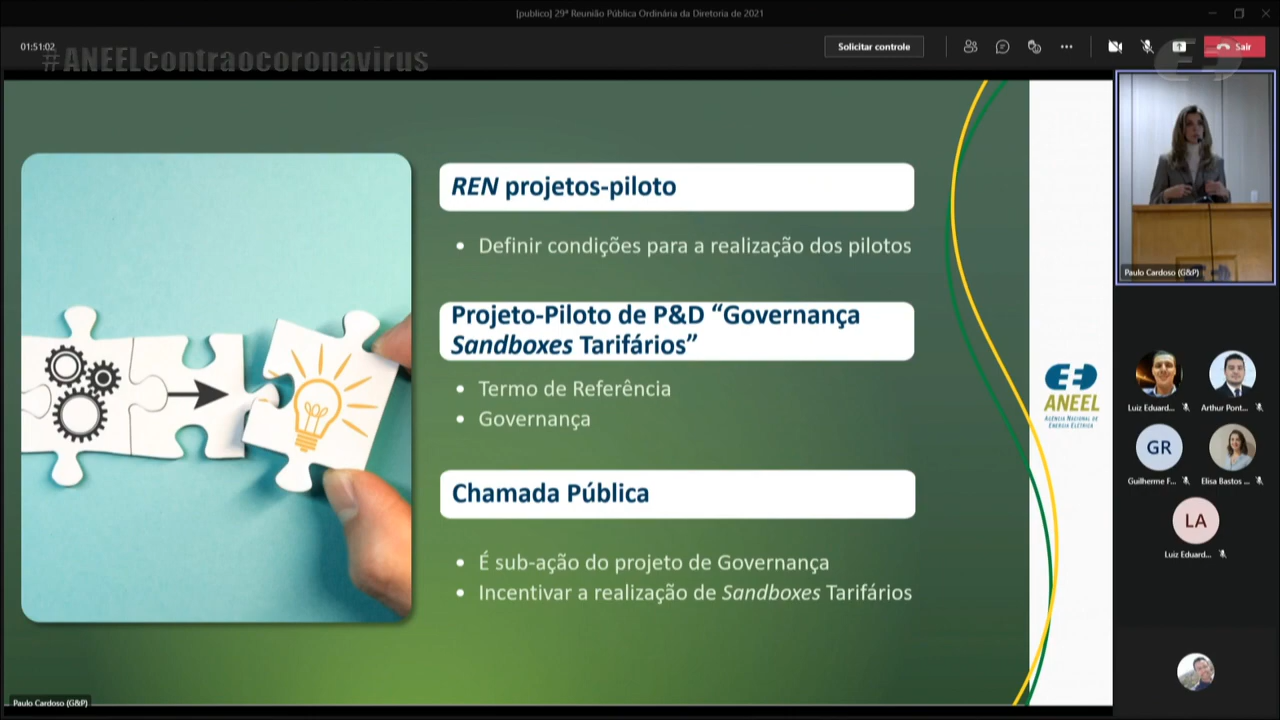 [publico] 29ª Reunião Pública Ordinária da Diretoria de 2021
01:51:02
#ANEELcontraocoronavírus
Solicitar controle
Sair
REN projetos-piloto
• Definir condições para a realização dos pilotos
Projeto-Piloto de P&D “Governança
Sandboxes Tarifários”
• Termo de Referência
• Governança
Chamada Pública
• É sub-ação do projeto de Governança
• Incentivar a realização de Sandboxes Tarifários
ANEEL
AGÊNCIA NACIONAL DE
ENERGIA ELÉTRICA
Paulo Cardoso (G&P)
Luiz Eduard...
Arthur Pont...
GR
Guilherme F...
Elisa Bastos ...
LA
Luiz Eduard...
Paulo Cardoso (G&P)